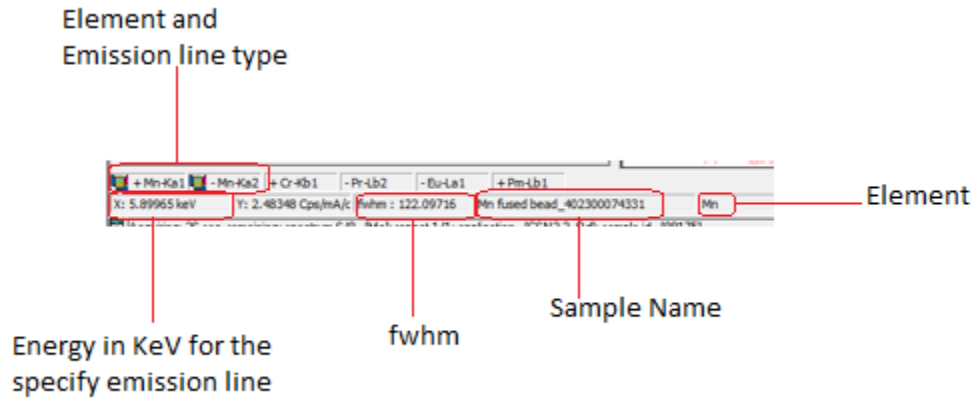 Element and
Emission line type
+ Mn-Ka1 - Mn-Ka2 + Cr-Kb1 - Pr-Lb2 - Eu-La1 + Pm-Lb1
X: 5.89965 keV Y: 2.48348 Cps/mA/c fwhm : 122.09716 Mn fused bead_402300074331 Mn
Element
Sample Name
fwhm
Energy in KeV for the
specify emission line